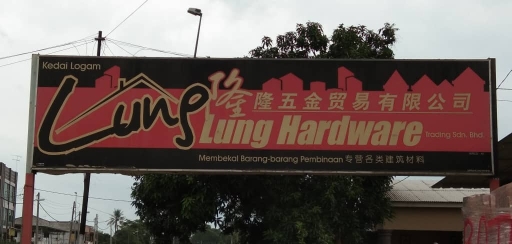 Kedai Logam
Lung
隆
隆五金贸易有限公司
Lung Hardware Trading Sdn. Bhd.
Membekal Barang-barang Pembinaan 专营各类建筑材料